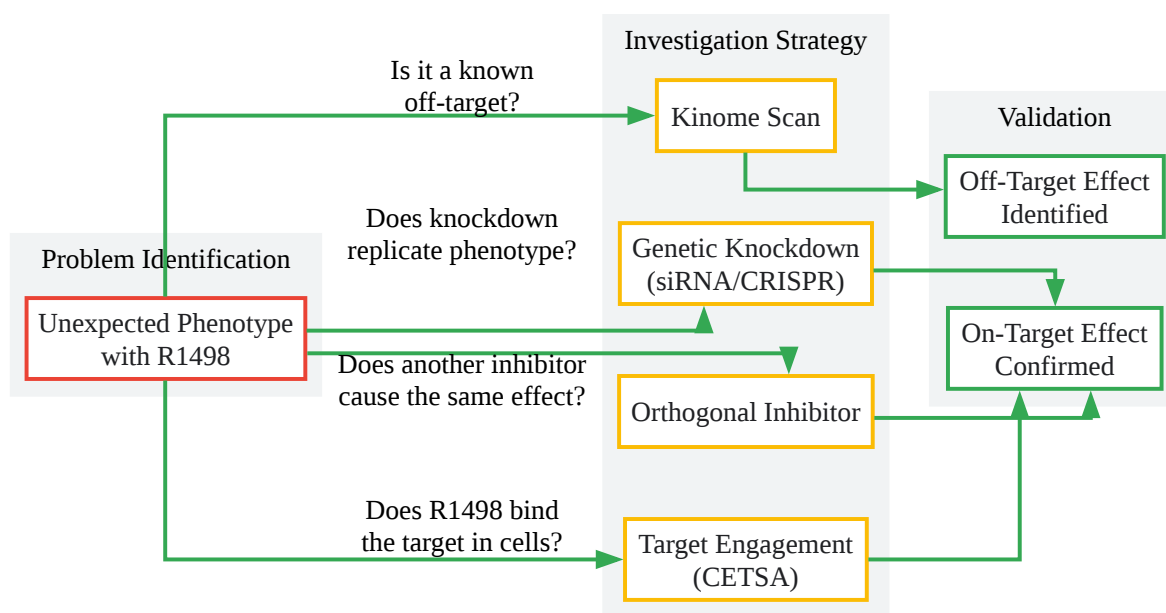 Investigation Strategy
Is it a known
off-target?
Kinome Scan
Validation
Off-Target Effect
Identified
Does knockdown
replicate phenotype?
Genetic Knockdown
(siRNA/CRISPR)
Problem Identification
Unexpected Phenotype
with R1498
On-Target Effect
Confirmed
Does another inhibitor
cause the same effect?
Orthogonal Inhibitor
Does R1498 bind
the target in cells?
Target Engagement
(CETSA)